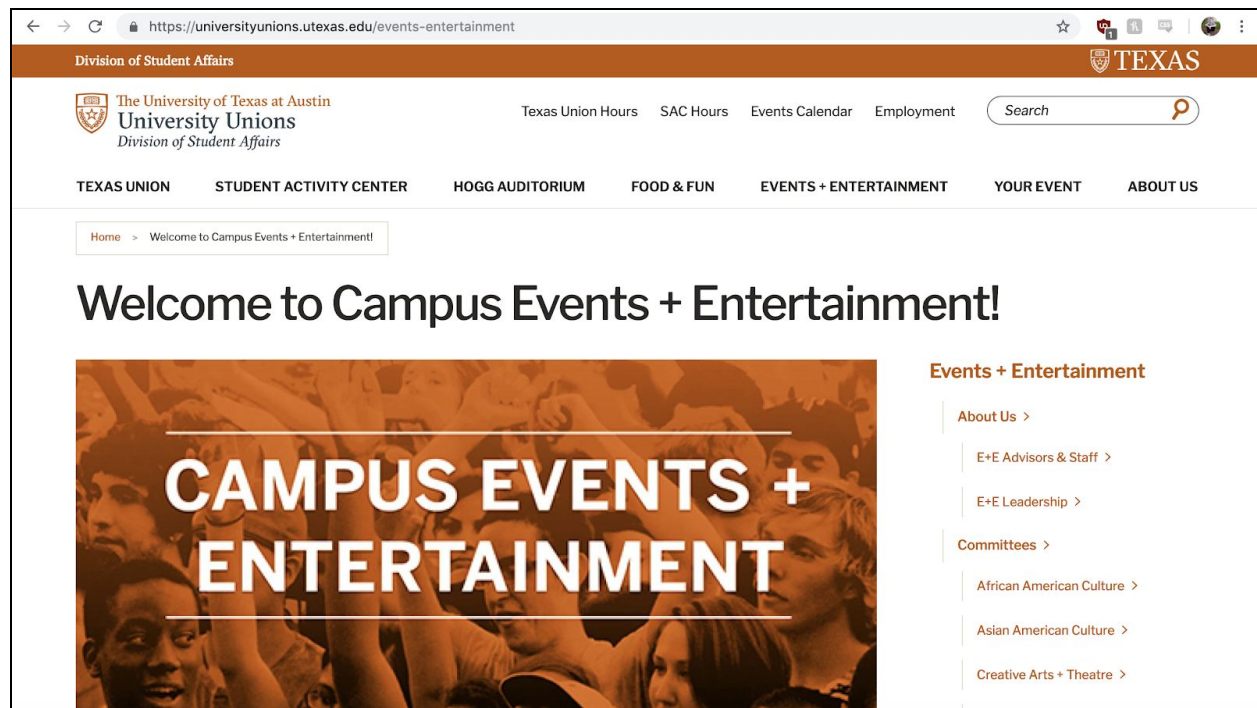 https://universityunions.utexas.edu/events-entertainment
1
CSS
Division of Student Affairs
TEXAS
The University of Texas at Austin
University Unions
Division of Student Affairs
Texas Union Hours SAC Hours Events Calendar Employment Search
TEXAS UNION STUDENT ACTIVITY CENTER HOGG AUDITORIUM FOOD & FUN EVENTS + ENTERTAINMENT YOUR EVENT ABOUT US
Home > Welcome to Campus Events + Entertainment!
Welcome to Campus Events + Entertainment!
CAMPUS EVENTS +
ENTERTAINMENT
Events + Entertainment
About Us >
E+E Advisors & Staff >
E+E Leadership >
Committees >
African American Culture >
Asian American Culture >
Creative Arts + Theatre >